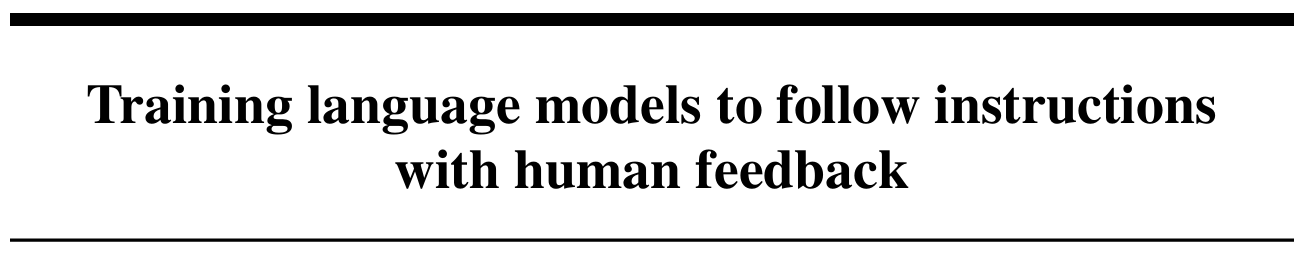 Training language models to follow instructions
with human feedback